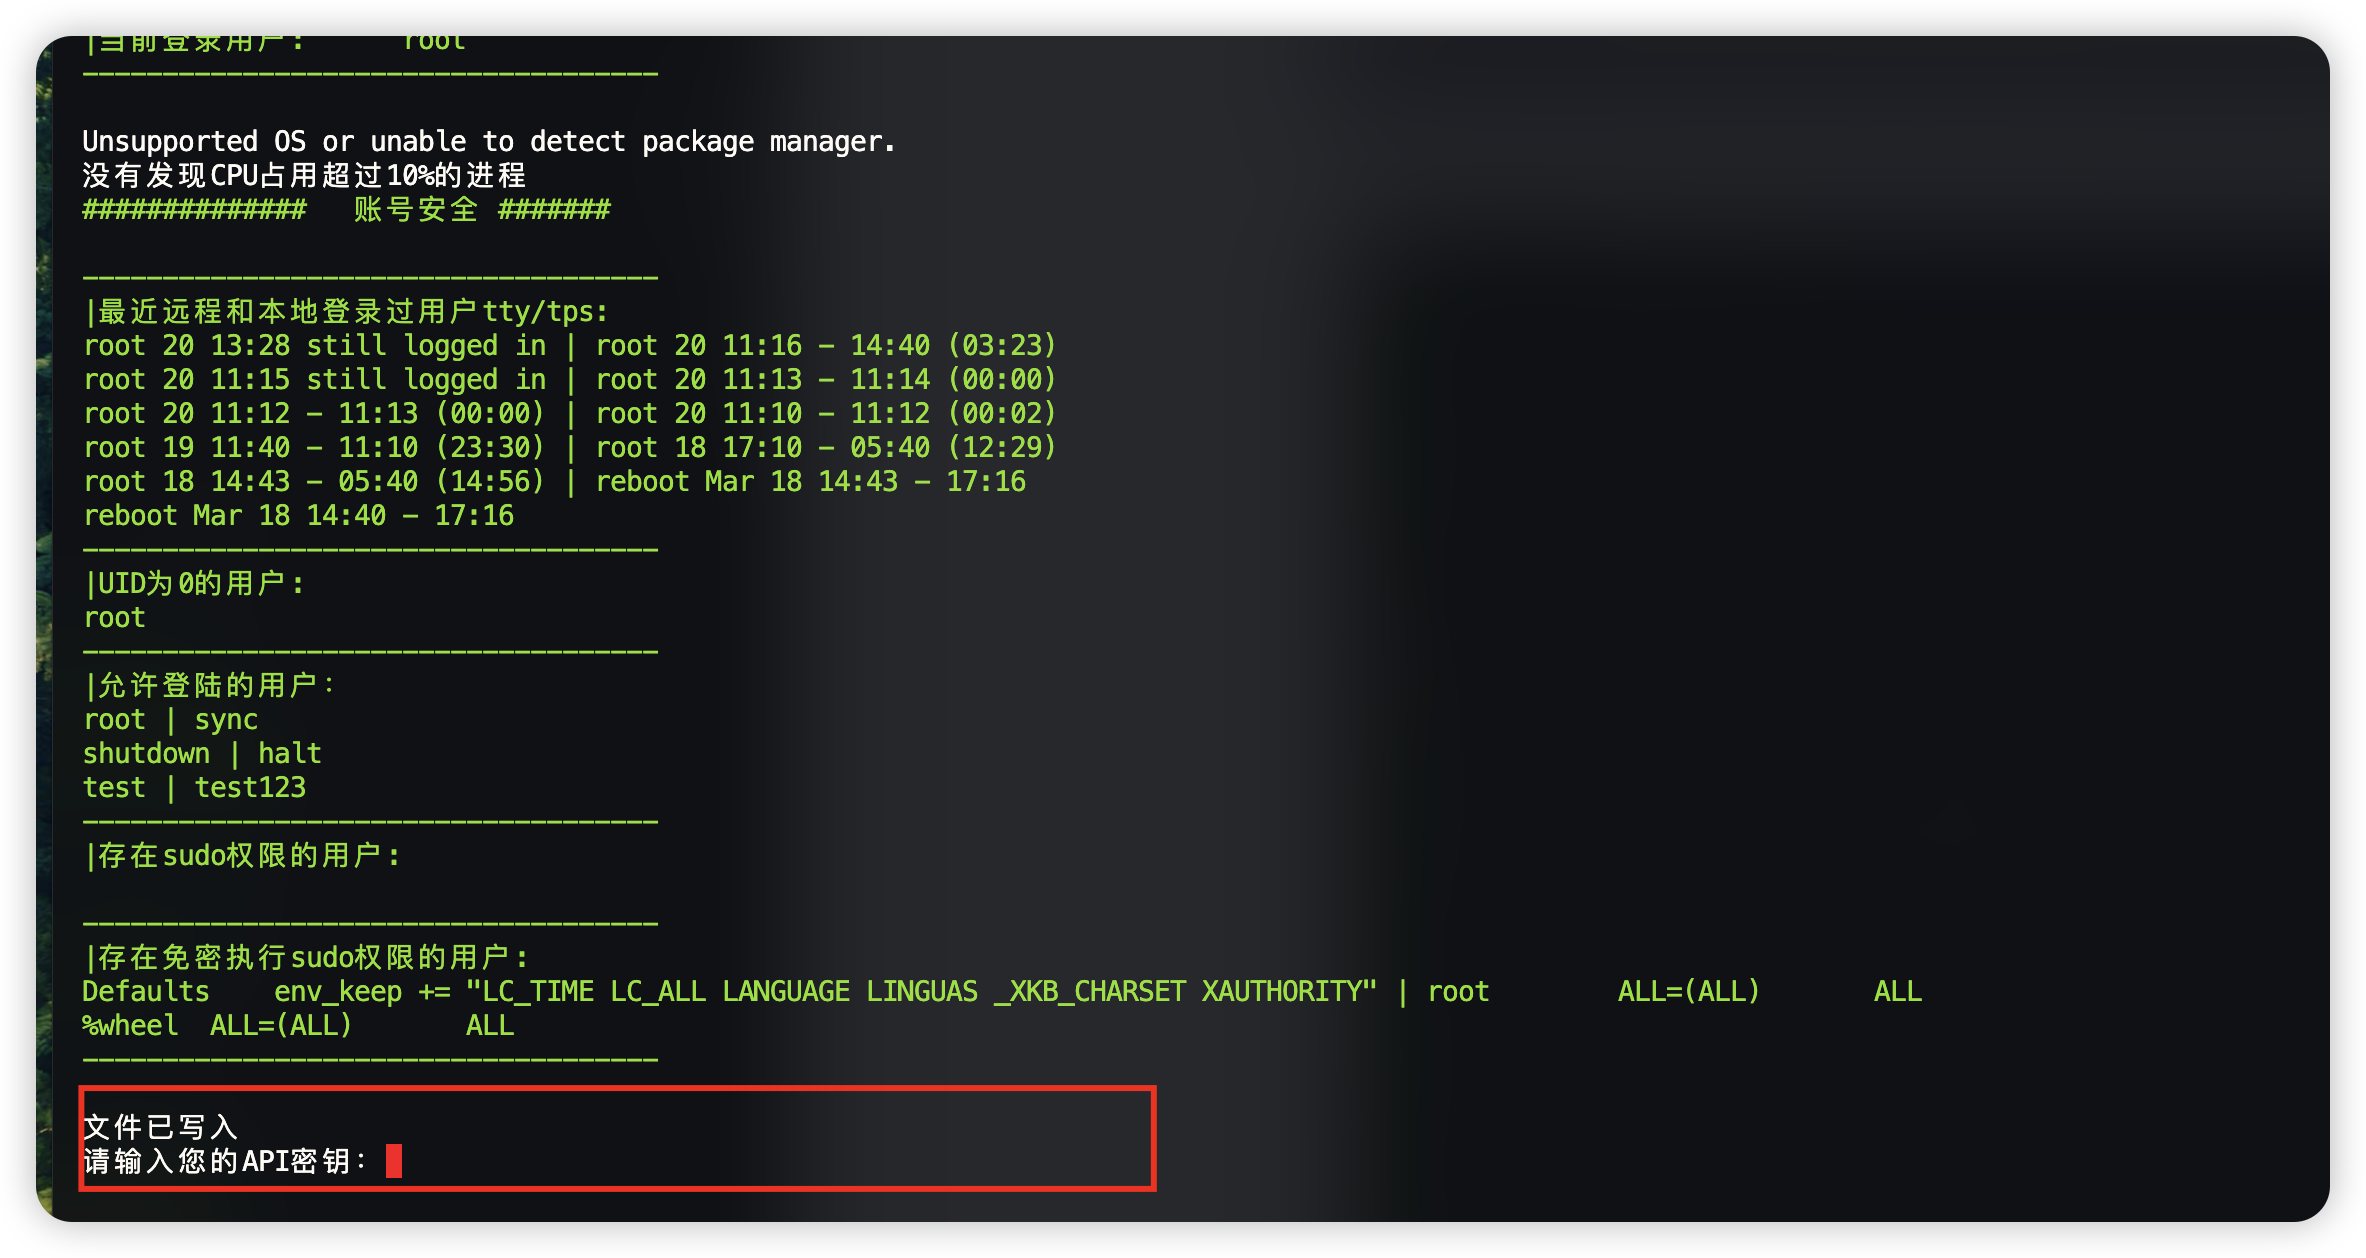 |当前登录用户:      root
------------------------------------
Unsupported OS or unable to detect package manager.
没有发现CPU占用超过10%的进程
##############   账号安全 #######
------------------------------------
|最近远程和本地登录过用户tty/tps:
root 20 13:28 still logged in | root 20 11:16 - 14:40 (03:23)
root 20 11:15 still logged in | root 20 11:13 - 11:14 (00:00)
root 20 11:12 - 11:13 (00:00) | root 20 11:10 - 11:12 (00:02)
root 19 11:40 - 11:10 (23:30) | root 18 17:10 - 05:40 (12:29)
root 18 14:43 - 05:40 (14:56) | reboot Mar 18 14:43 - 17:16
reboot Mar 18 14:40 - 17:16
------------------------------------
|UID为0的用户:
root
------------------------------------
|允许登陆的用户:
root | sync
shutdown | halt
test | test123
------------------------------------
|存在sudo权限的用户:
------------------------------------
|存在免密执行sudo权限的用户:
Defaults    env_keep += "LC_TIME LC_ALL LANGUAGE LINGUAS _XKB_CHARSET XAUTHORITY" | root        ALL=(ALL)       ALL
%wheel  ALL=(ALL)       ALL
------------------------------------
文件已写入
请输入您的API密钥: